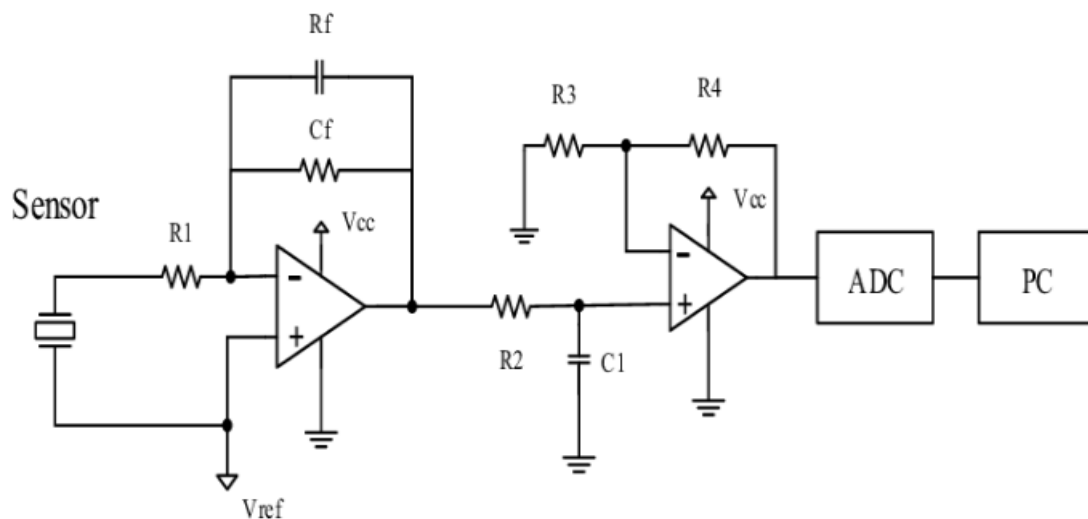 Rf
Cf
Sensor
R1
Vcc
-
+
Vref
R2
C1
R3
R4
Vcc
-
+
ADC
PC